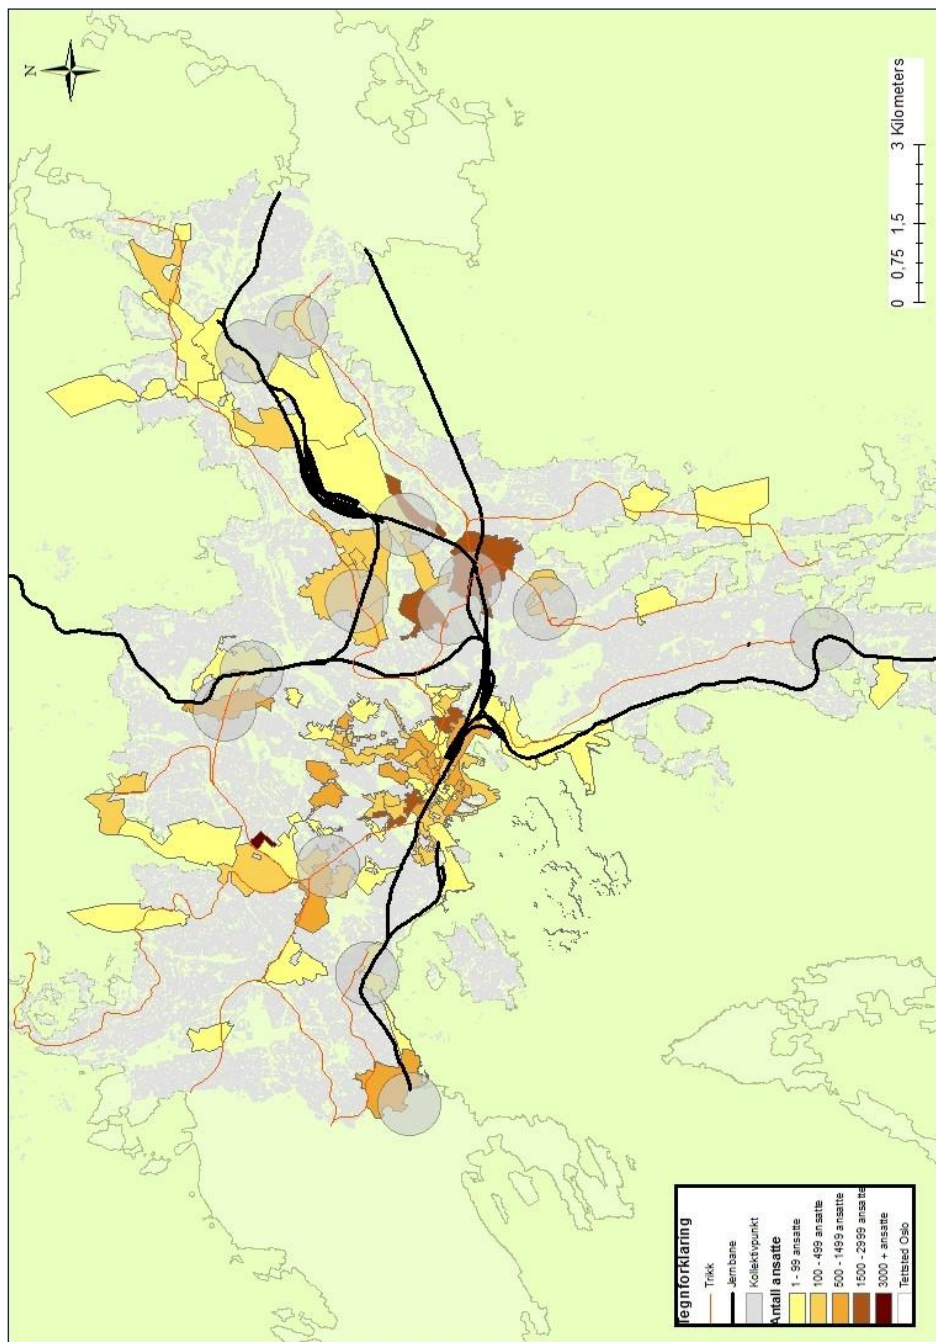 N
0 0,75 1,5 3 Kilometers
Tegnforklaring
Trikk
Jernbane
Kollektivpunkt
Antall ansatte
1 - 99 ansatte
100 - 499 ansatte
500 - 1499 ansatte
1500 - 2999 ansatte
3000 + ansatte
Tettsted Oslo